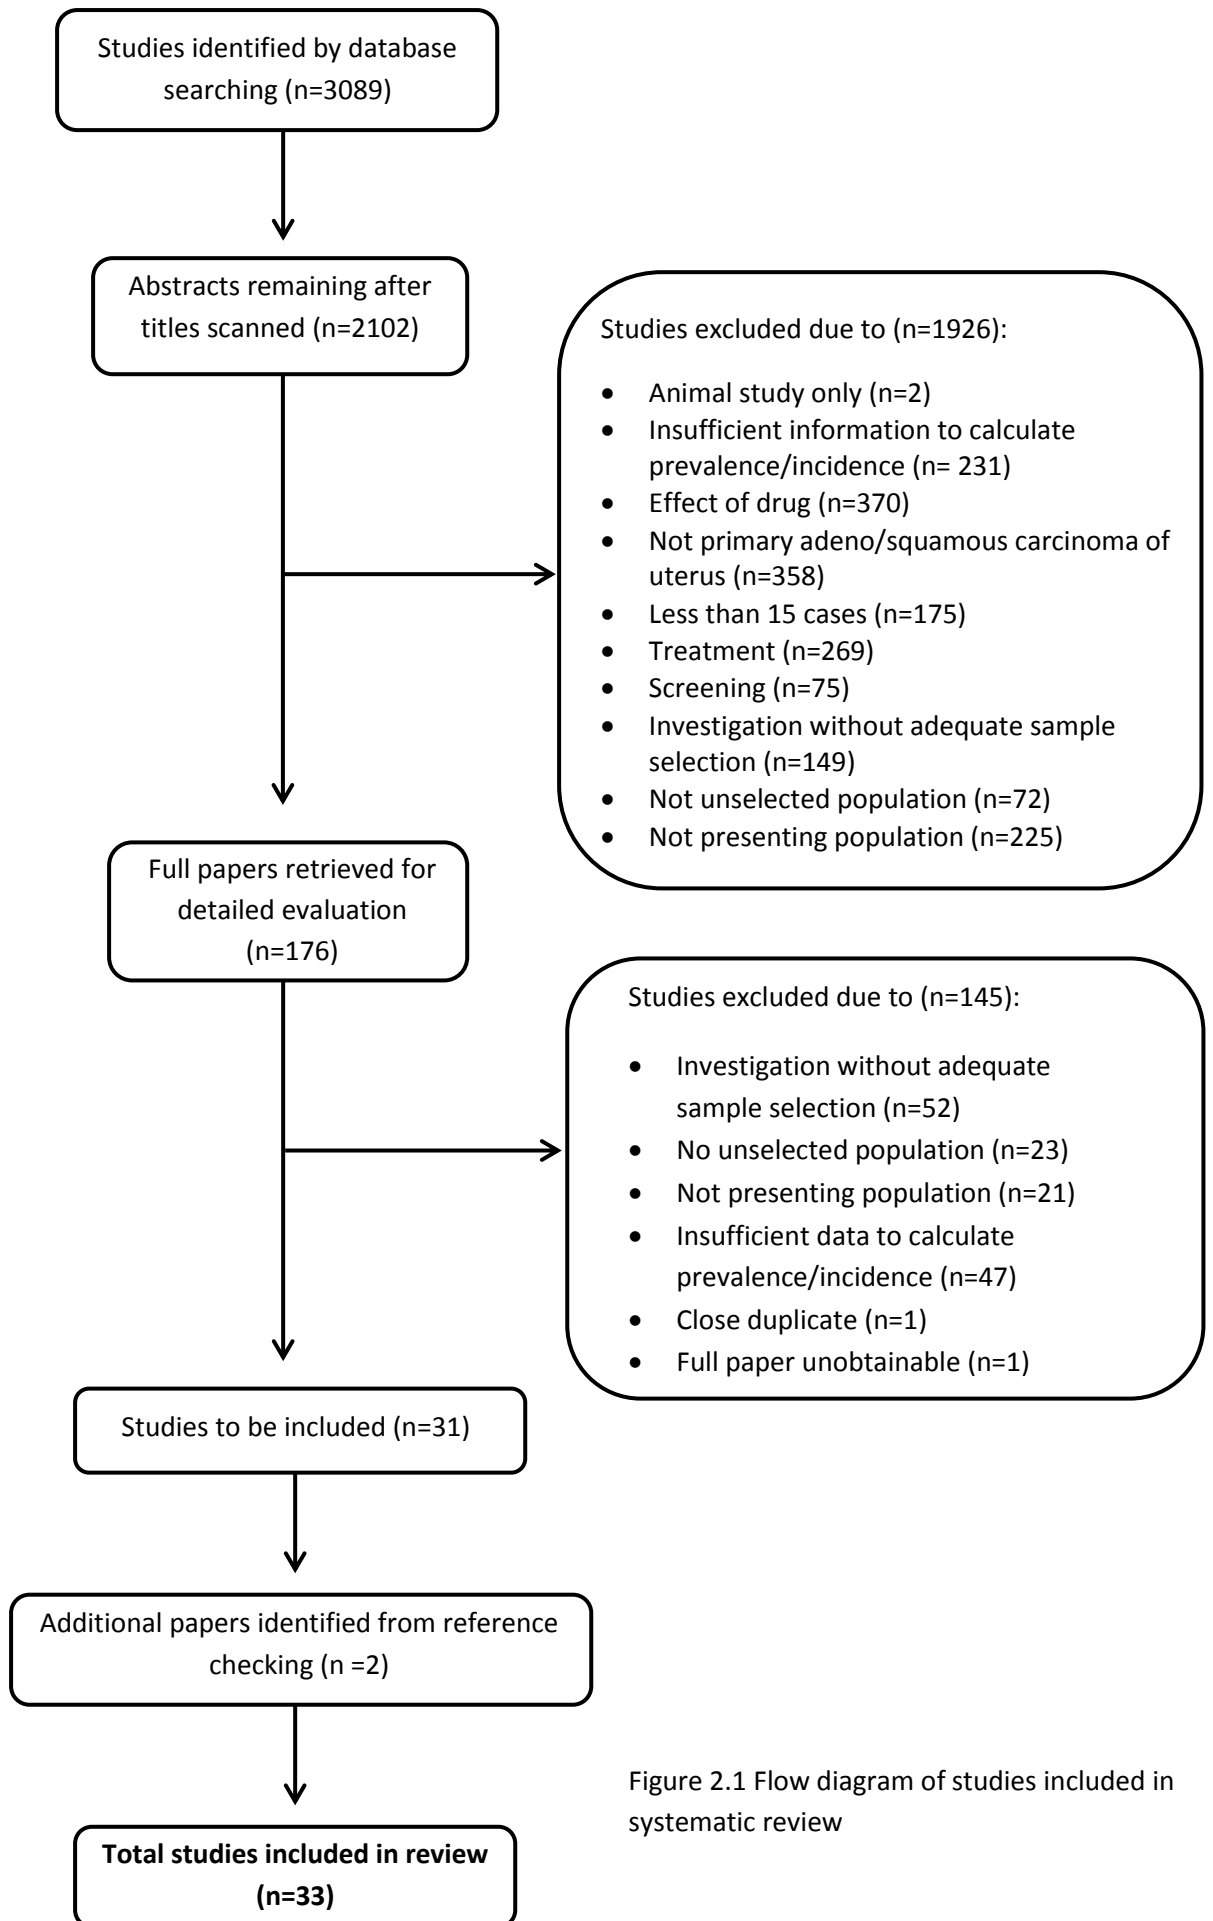 Studies identified by database
searching (n=3089)
Abstracts remaining after
titles scanned (n=2102)
Studies excluded due to (n=1926):
• Animal study only (n=2)
• Insufficient information to calculate
prevalence/incidence (n= 231)
• Effect of drug (n=370)
• Not primary adeno/squamous carcinoma of
uterus (n=358)
• Less than 15 cases (n=175)
• Treatment (n=269)
• Screening (n=75)
• Investigation without adequate sample
selection (n=149)
• Not unselected population (n=72)
• Not presenting population (n=225)
Full papers retrieved for
detailed evaluation
(n=176)
Studies excluded due to (n=145):
• Investigation without adequate
sample selection (n=52)
• No unselected population (n=23)
• Not presenting population (n=21)
• Insufficient data to calculate
prevalence/incidence (n=47)
• Close duplicate (n=1)
• Full paper unobtainable (n=1)
Studies to be included (n=31)
Additional papers identified from reference
checking (n =2)
Total studies included in review
(n=33)
Figure 2.1 Flow diagram of studies included in
systematic review